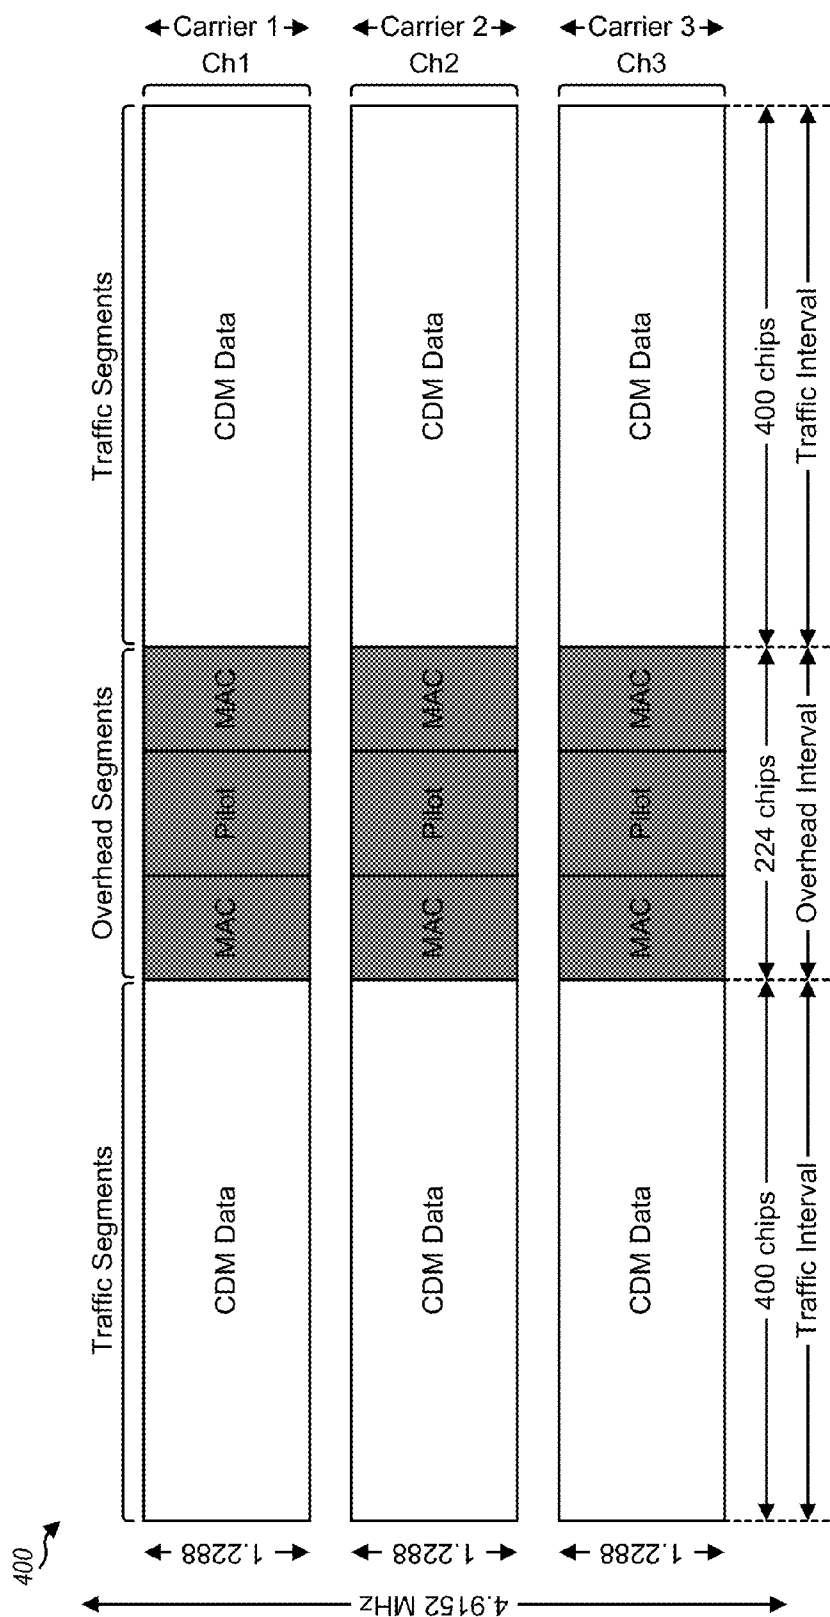 400
Traffic Segments
Overhead Segments
Traffic Segments
4.9152 MHz
1.2288
CDM Data
MAC
Pilot
MAC
CDM Data
Ch1
Carrier 1
1.2288
CDM Data
MAC
Pilot
MAC
CDM Data
Ch2
Carrier 2
1.2288
CDM Data
MAC
Pilot
MAC
CDM Data
Ch3
Carrier 3
400 chips
224 chips
400 chips
Traffic Interval
Overhead Interval
Traffic Interval